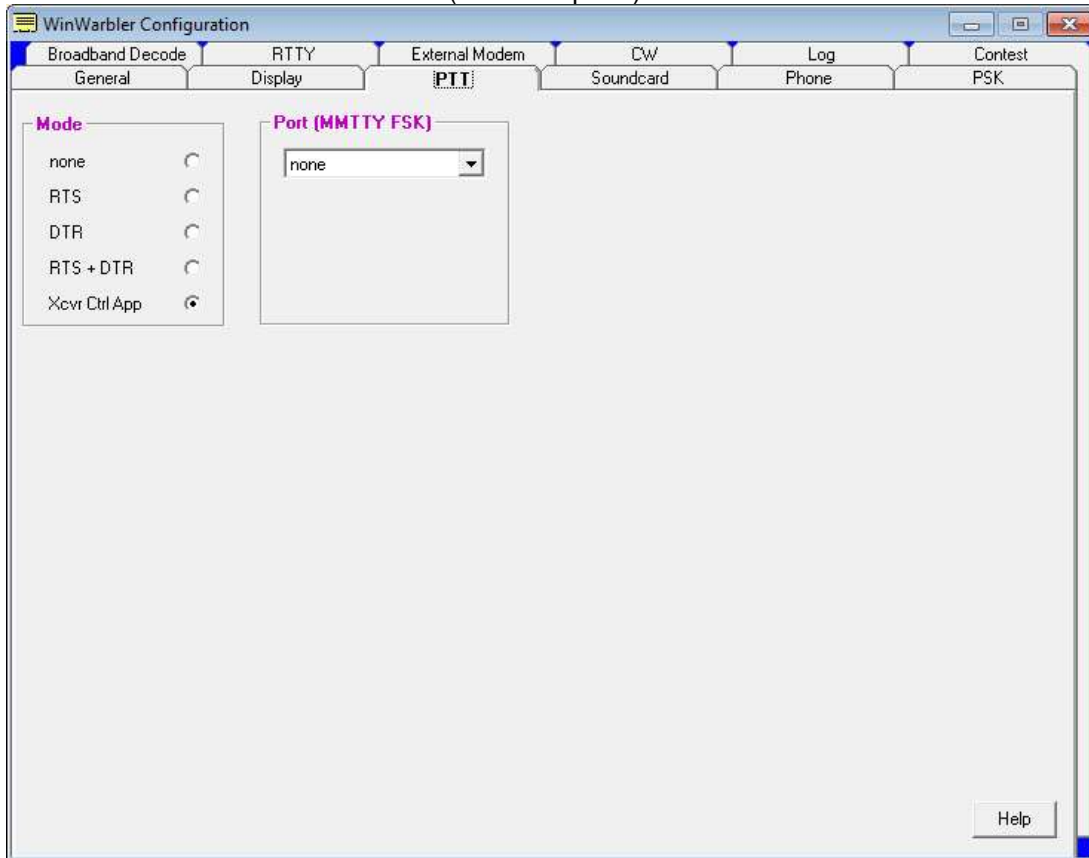 WinWarbler Configuration
Broadband Decode RTTY External Modem CW Log Contest
General Display PTT Soundcard Phone PSK
Mode
none
RTS
DTR
RTS + DTR
Xcvr Ctrl App
Port (MMTTY FSK)
none
Help